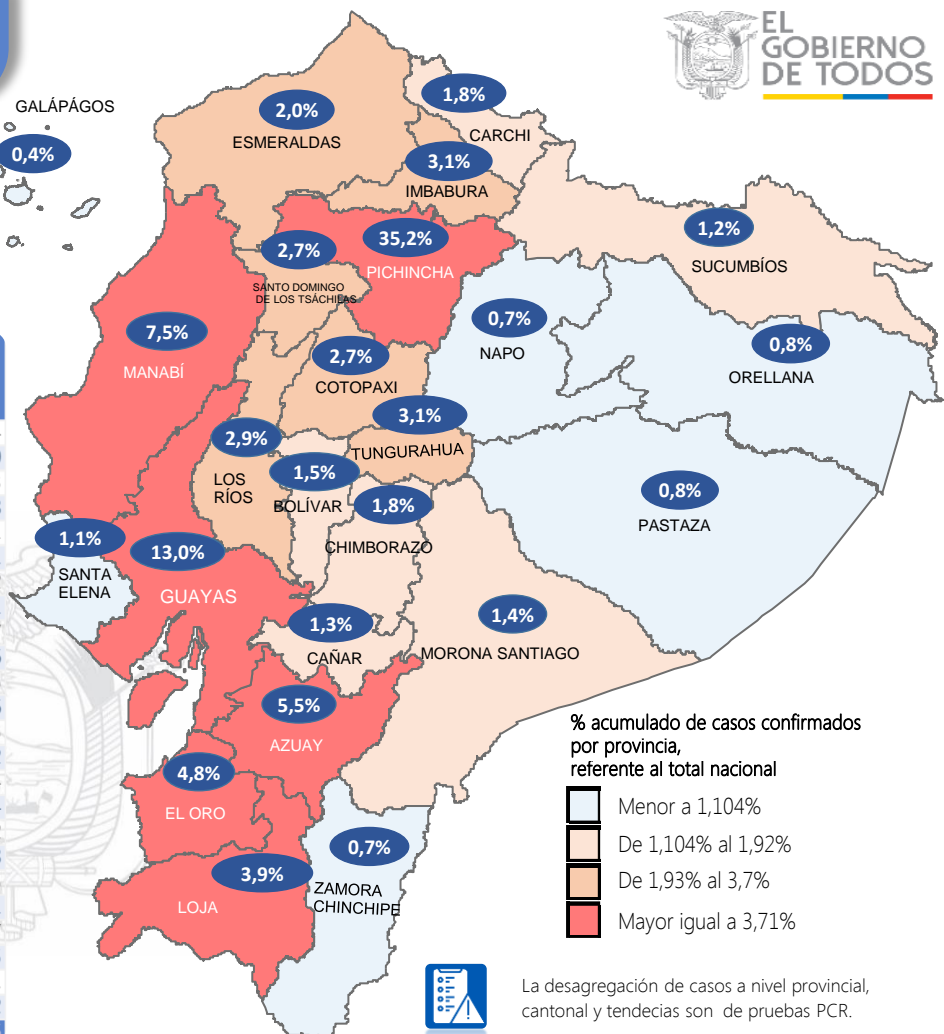 EL
GOBIERNO
DE TODOS
GALÁPÁGOS
0,4%
2,0%
ESMERALDAS
1,8%
CARCHI
3,1%
IMBABURA
1,2%
SUCUMBÍOS
35,2%
PICHINCHA
2,7%
SANTO DOMINGO
DE LOS TSÁCHILAS
7,5%
MANABÍ
0,7%
NAPO
0,8%
ORELLANA
2,7%
COTOPAXI
3,1%
TUNGURAHUA
2,9%
LOS
RÍOS
1,5%
BOLÍVAR
1,8%
CHIMBORAZO
0,8%
PASTAZA
1,1%
SANTA
ELENA
13,0%
GUAYAS
1,3%
CAÑAR
1,4%
MORONA SANTIAGO
5,5%
AZUAY
4,8%
EL ORO
3,9%
LOJA
0,7%
ZAMORA
CHINCHIPE
% acumulado de casos confirmados
por provincia,
referente al total nacional
Menor a 1,104%
De 1,104% al 1,92%
De 1,93% al 3,7%
Mayor igual a 3,71%
La desagregación de casos a nivel provincial,
cantonal y tendecias son de pruebas PCR.